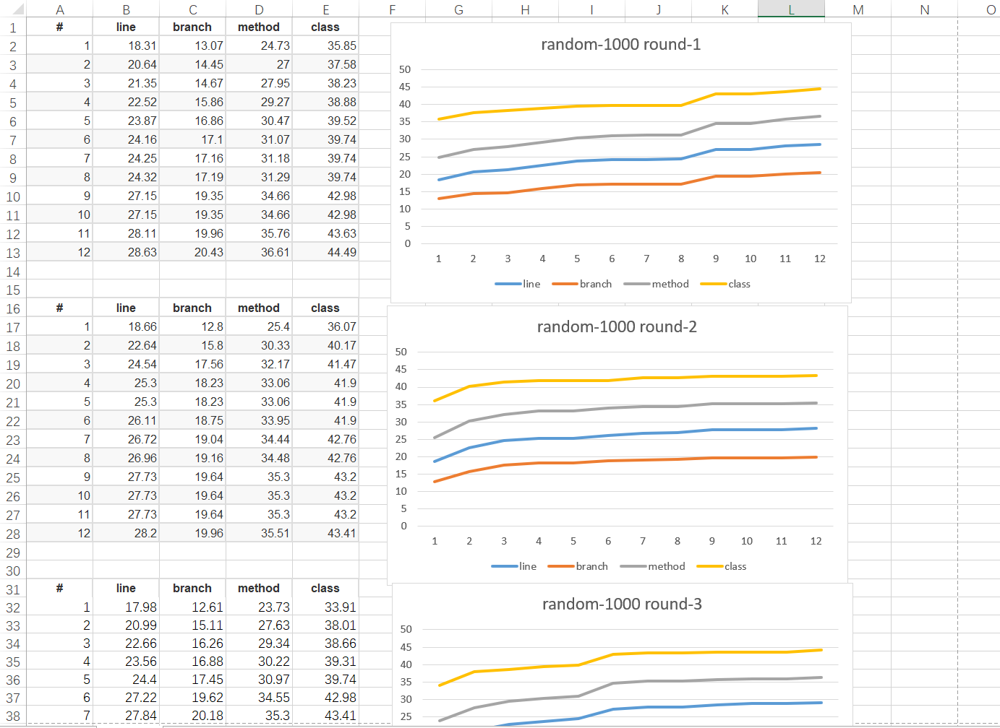 A B C D E F G H I J K L M N O
1 # line branch method class
2 1 18.31 13.07 24.73 35.85
3 2 20.64 14.45 27 37.58
4 3 21.35 14.67 27.95 38.23
5 4 22.52 15.86 29.27 38.88
6 5 23.87 16.86 30.47 39.52
7 6 24.16 17.1 31.07 39.74
8 7 24.25 17.16 31.18 39.74
9 8 24.32 17.19 31.29 39.74
10 9 27.15 19.35 34.66 42.98
11 10 27.15 19.35 34.66 42.98
12 11 28.11 19.96 35.76 43.63
13 12 28.63 20.43 36.61 44.49
14
15
16 # line branch method class
17 1 18.66 12.8 25.4 36.07
18 2 22.64 15.8 30.33 40.17
19 3 24.54 17.56 32.17 41.47
20 4 25.3 18.23 33.06 41.9
21 5 25.3 18.23 33.06 41.9
22 6 26.11 18.75 33.95 41.9
23 7 26.72 19.04 34.44 42.76
24 8 26.96 19.16 34.48 42.76
25 9 27.73 19.64 35.3 43.2
26 10 27.73 19.64 35.3 43.2
27 11 27.73 19.64 35.3 43.2
28 12 28.2 19.96 35.51 43.41
29
30
31 # line branch method class
32 1 17.98 12.61 23.73 33.91
33 2 20.99 15.11 27.63 38.01
34 3 22.66 16.26 29.34 38.66
35 4 23.56 16.88 30.22 39.31
36 5 24.4 17.45 30.97 39.74
37 6 27.22 19.62 34.55 42.98
38 7 27.84 20.18 35.3 43.41
random-1000 round-1
50
45
40
35
30
25
20
15
10
5
0
1 2 3 4 5 6 7 8 9 10 11 12
line branch method class
random-1000 round-2
50
45
40
35
30
25
20
15
10
5
0
1 2 3 4 5 6 7 8 9 10 11 12
line branch method class
random-1000 round-3
50
45
40
35
30
25